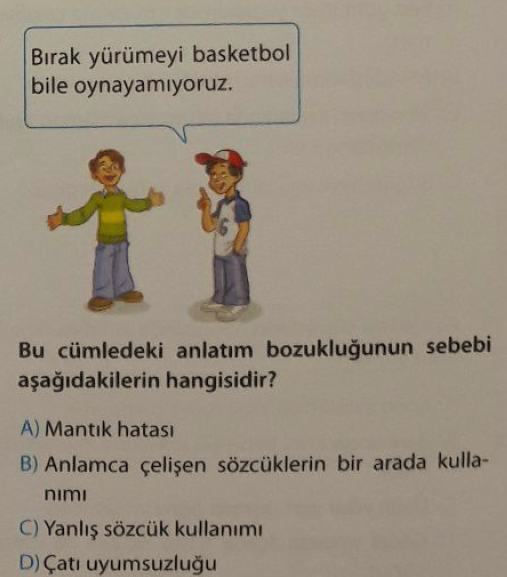 Bırak yürümeyi basketbol
bile oynayamıyoruz.
6
Bu cümledeki anlatım bozukluğunun sebebi
aşağıdakilerin hangisidir?
A) Mantık hatası
B) Anlamca çelişen sözcüklerin bir arada kulla-
nımı
C) Yanlış sözcük kullanımı
D) Çatı uyumsuzluğu